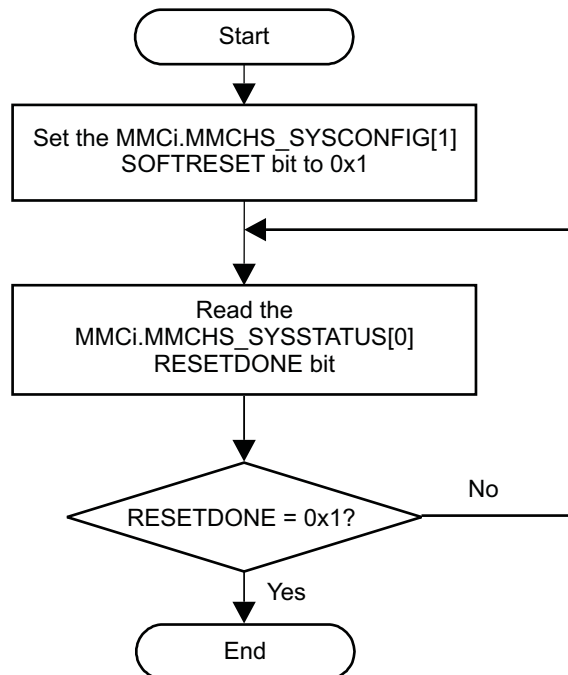 Start
Set the MMCi.MMCHS_SYSCONFIG[1]
SOFTRESET bit to 0x1
Read the
MMCi.MMCHS_SYSSTATUS[0]
RESETDONE bit
RESETDONE = 0x1?
No
Yes
End